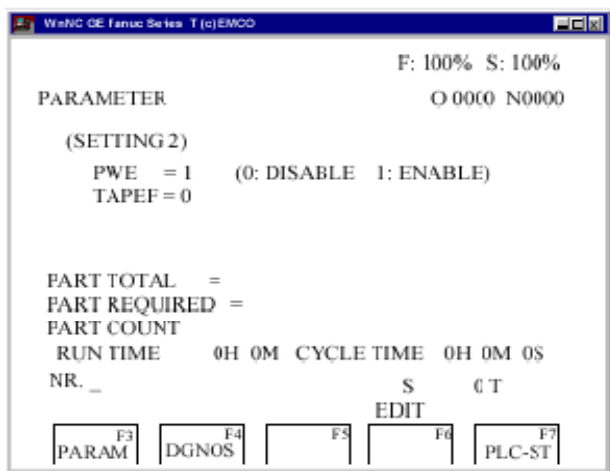 WinNC GE Fanuc Series T (c)EMCO
F: 100% S: 100%
PARAMETER O 0000 N0000
(SETTING 2)
PWE = 1 (0: DISABLE 1: ENABLE)
TAPEF = 0
PART TOTAL =
PART REQUIRED =
PART COUNT
RUN TIME 0H 0M CYCLE TIME 0H 0M 0S
NR. _ S 0 T
EDIT
F3 F4 F5 F6 F7
PARAM DGNOS PLC-ST